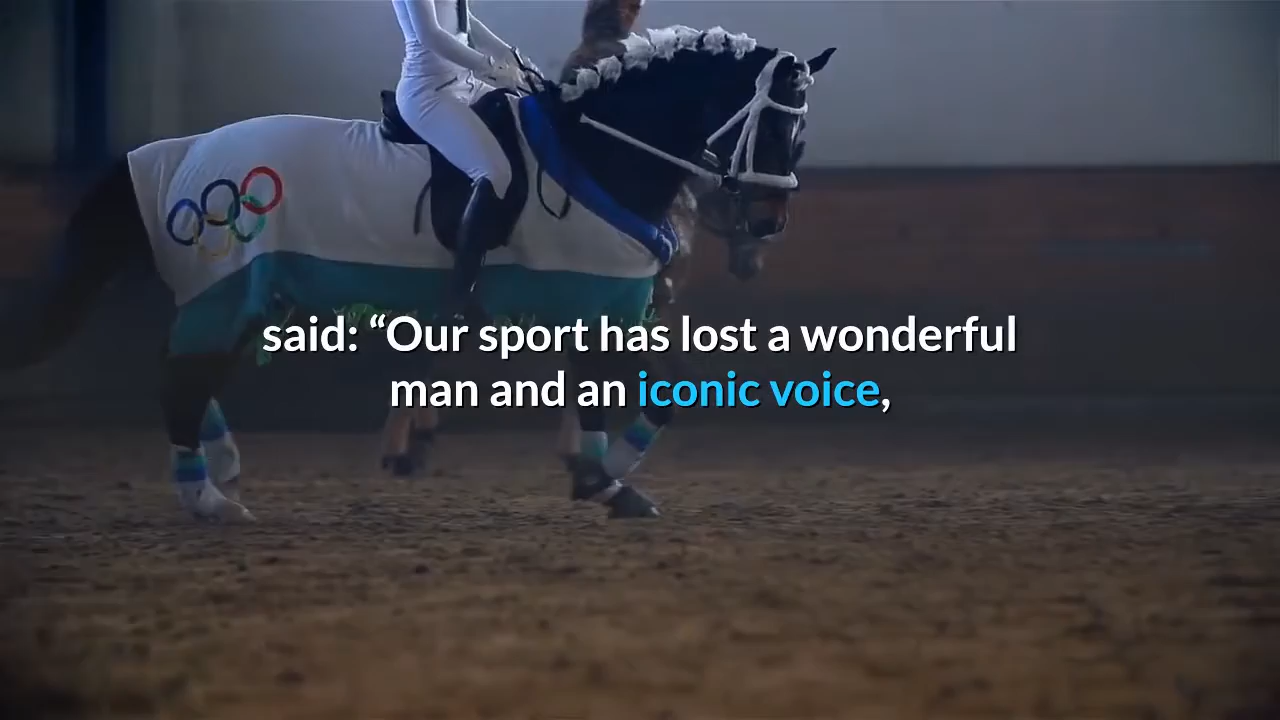 said: “Our sport has lost a wonderful
man and an iconic voice,